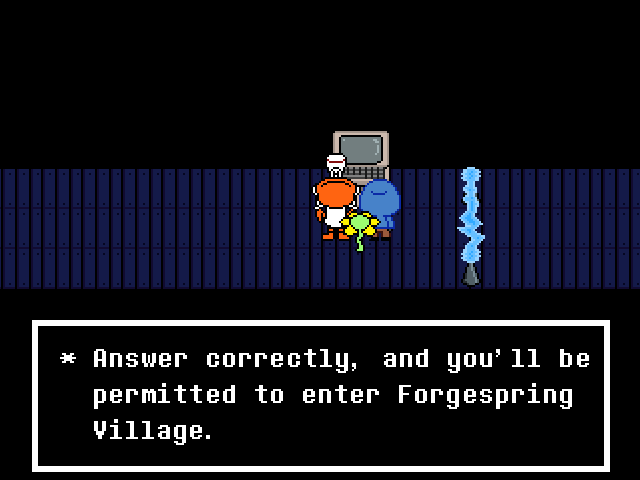 * Answer correctly, and you'll be
permitted to enter Forgespring
Village.